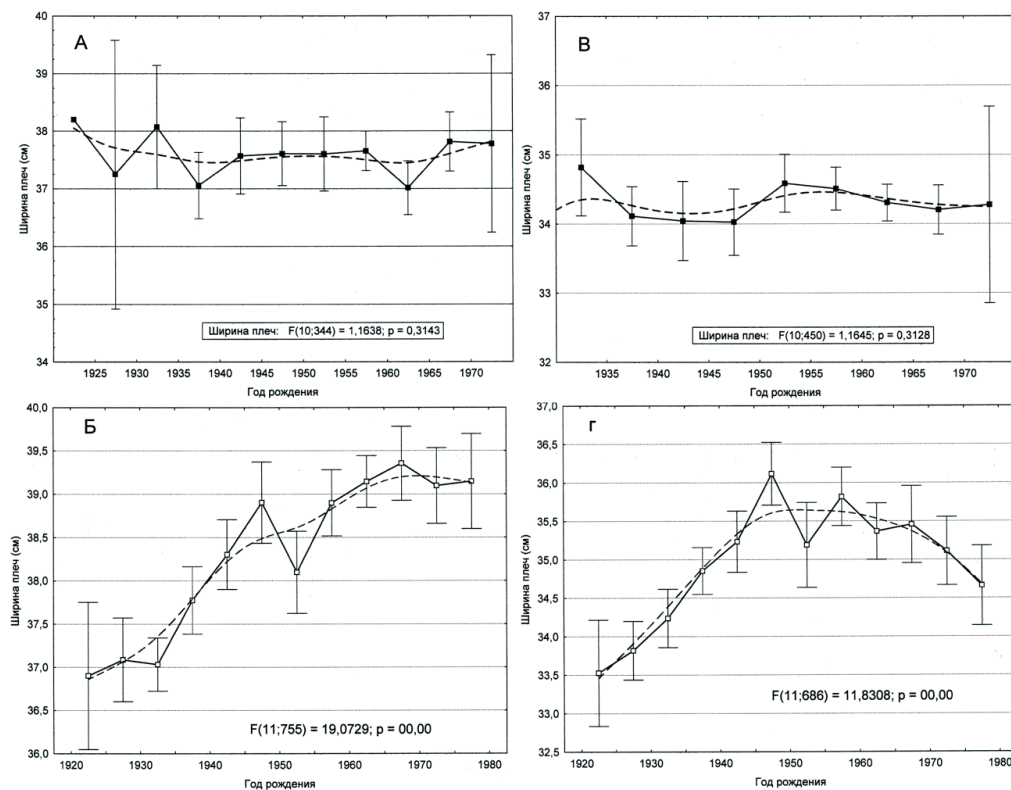 А
40
39
38
37
36
35
34
Ширина плеч (см)
Ширина плеч: F(10;344) = 1,1638; p = 0,3143
1925 1930 1935 1940 1945 1950 1955 1960 1965 1970
Год рождения
В
37
36
35
34
33
32
Ширина плеч (см)
Ширина плеч: F(10;450) = 1,1645; p = 0,3128
1935 1940 1945 1950 1955 1960 1965 1970
Год рождения
Б
40,0
39,5
39,0
38,5
38,0
37,5
37,0
36,5
36,0
Ширина плеч (см)
F(11;755) = 19,0729; p = 00,00
1920 1930 1940 1950 1960 1970 1980
Год рождения
г
37,0
36,5
36,0
35,5
35,0
34,5
34,0
33,5
33,0
32,5
Ширина плеч (см)
F(11;686) = 11,8308; p = 00,00
1920 1930 1940 1950 1960 1970 1980
Год рождения